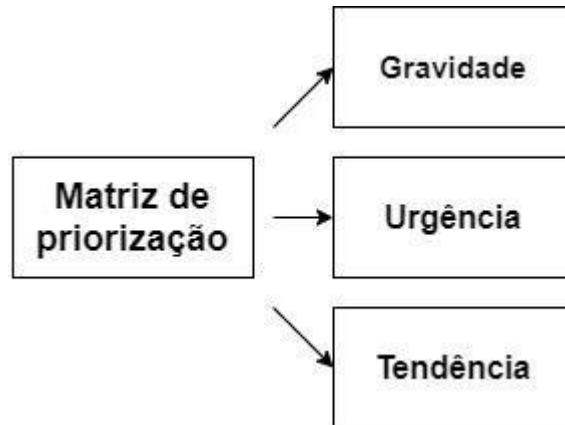 Gravidade
Matriz de
priorização
Urgência
Tendência